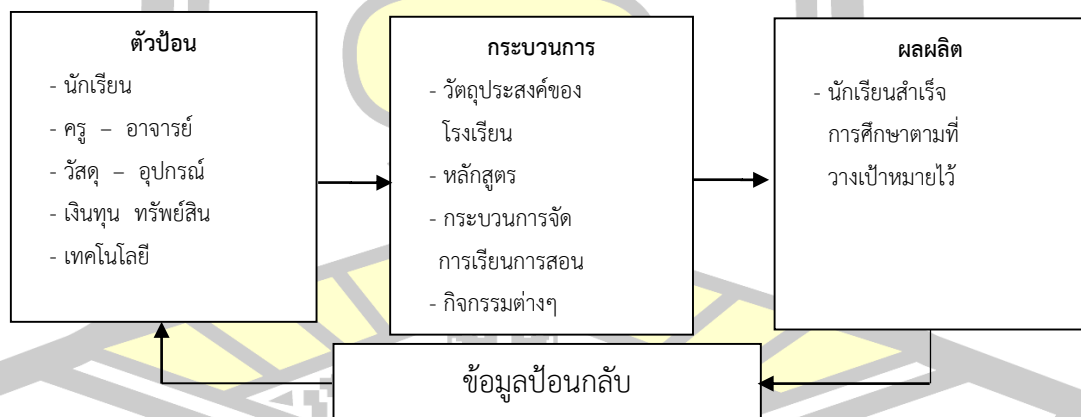 ตัวป้อน
- นักเรียน
- ครู – อาจารย์
- วัสดุ – อุปกรณ์
- เงินทุน ทรัพย์สิน
- เทคโนโลยี
กระบวนการ
- วัตถุประสงค์ของ
โรงเรียน
- หลักสูตร
- กระบวนการจัด
การเรียนการสอน
- กิจกรรมต่างๆ
ผลผลิต
- นักเรียนสำเร็จ
การศึกษาตามที่
วางเป้าหมายไว้
ข้อมูลป้อนกลับ